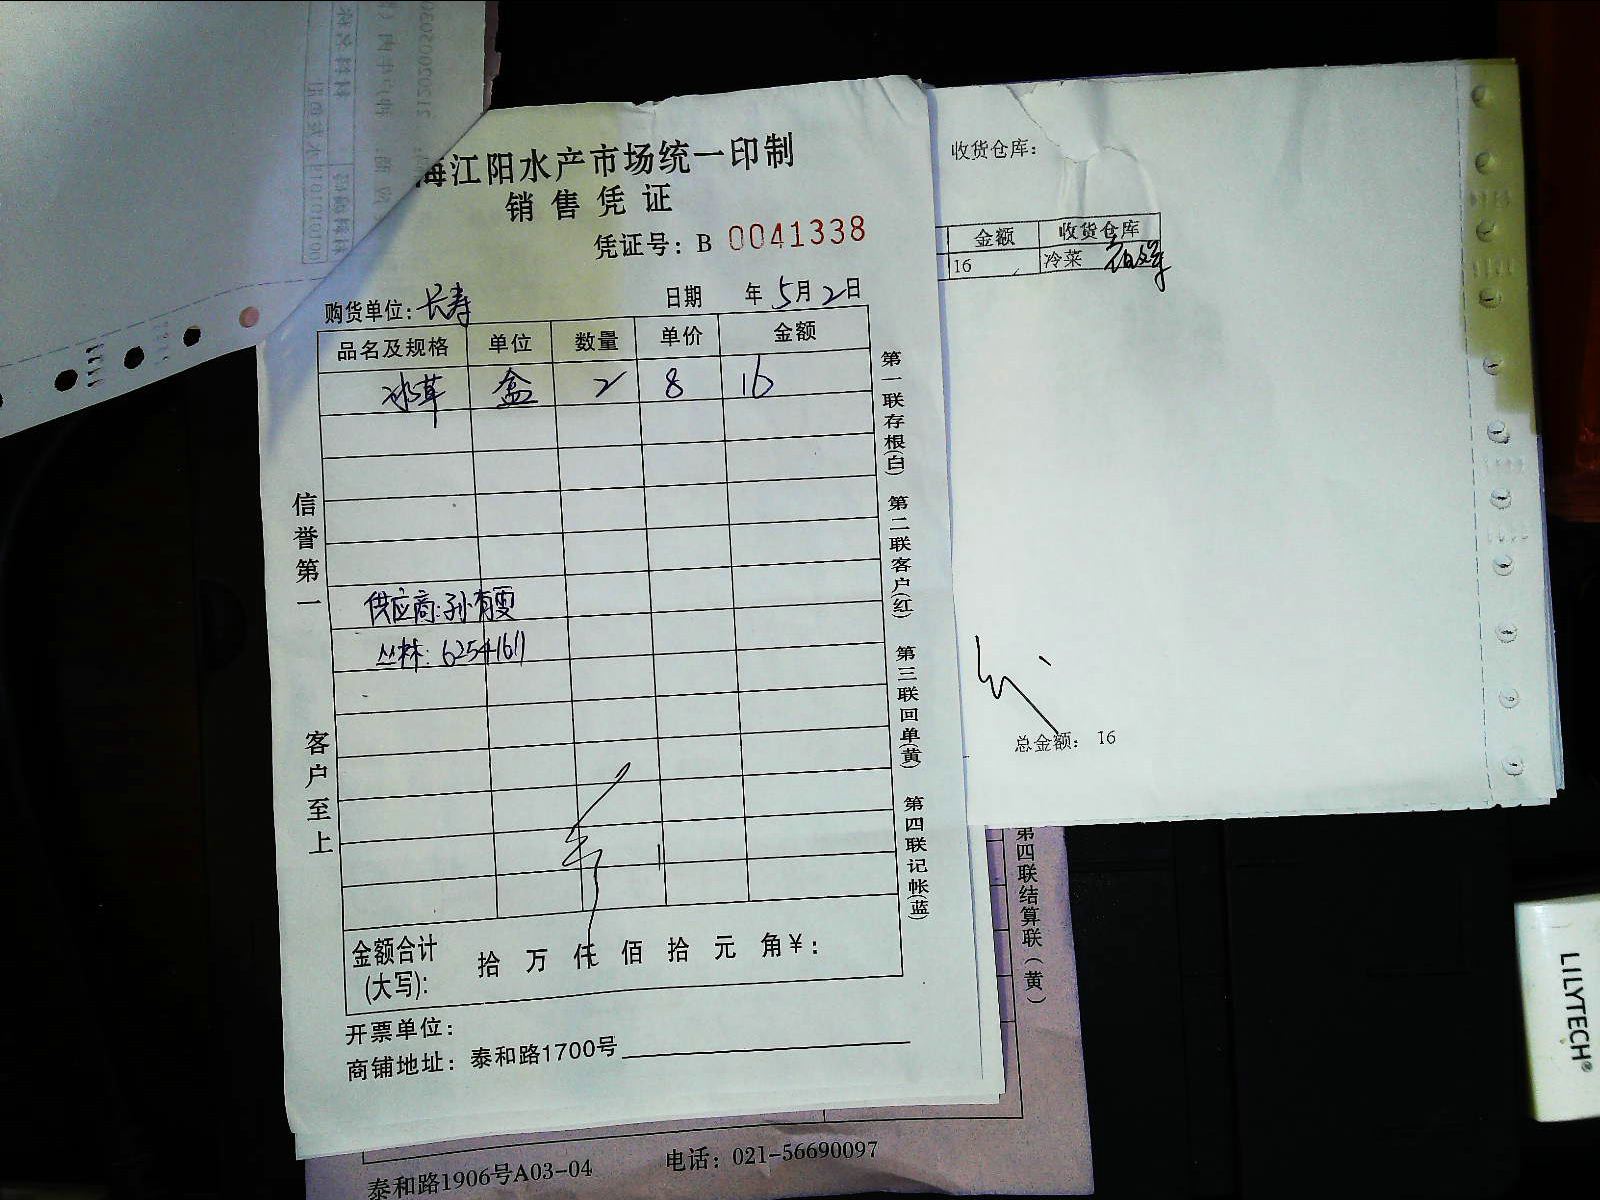 海江阳水产市场统一印制
销售凭证
凭证号：B 0041338
购货单位：长寿 日期 年5月2日
品名及规格 单位 数量 单价 金额
冰草 盒 2 8 16
供应商：孙有雯
丛林：62541611
金额合计(大写)： 拾 万 仟 佰 拾 元 角￥：
开票单位：
商铺地址：泰和路1700号
信誉第一
客户至上
第一联存根(白) 第二联客户(红) 第三联回单(黄) 第四联记帐(蓝)
收货仓库：
金额 收货仓库
16 冷菜
总金额： 16
第四联结算联（黄）
泰和路1906号A03-04 电话：021-56690097
LILYTECH®